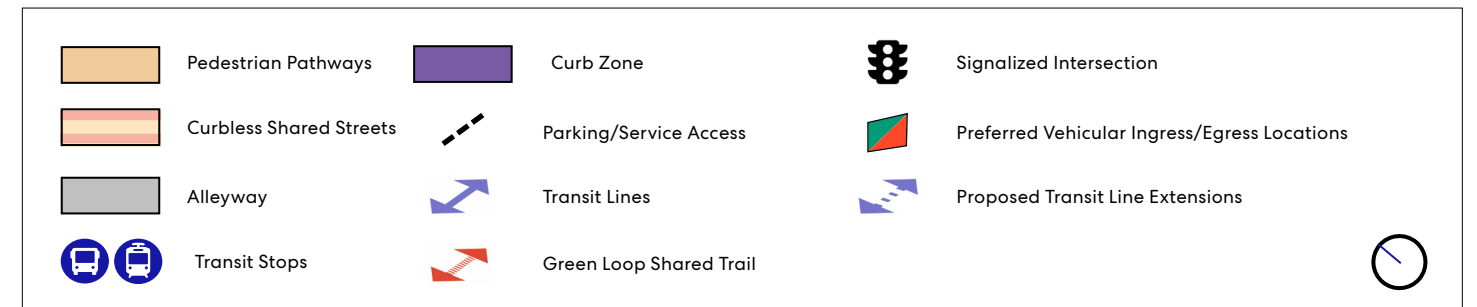 Pedestrian Pathways
Curb Zone
Signalized Intersection
Curbless Shared Streets
Parking/Service Access
Preferred Vehicular Ingress/Egress Locations
Alleyway
Transit Lines
Proposed Transit Line Extensions
Transit Stops
Green Loop Shared Trail